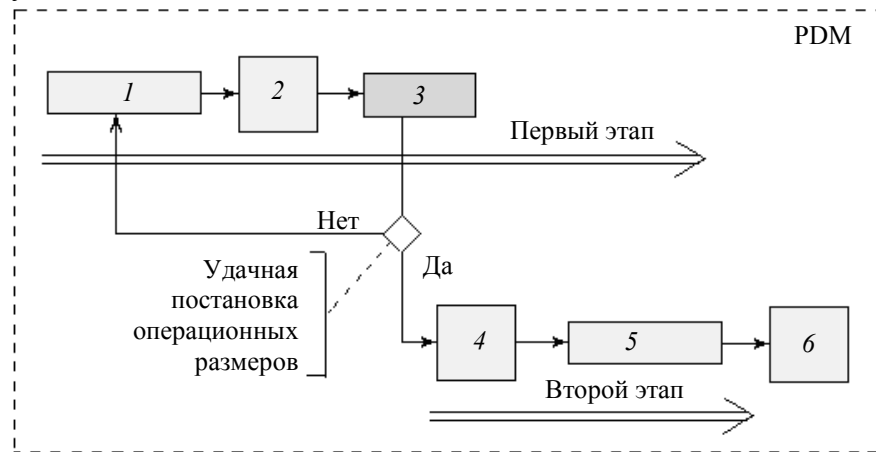 PDM
1
2
3
Первый этап
Нет
Удачная
постановка
операционных
размеров
Да
4
5
6
Второй этап